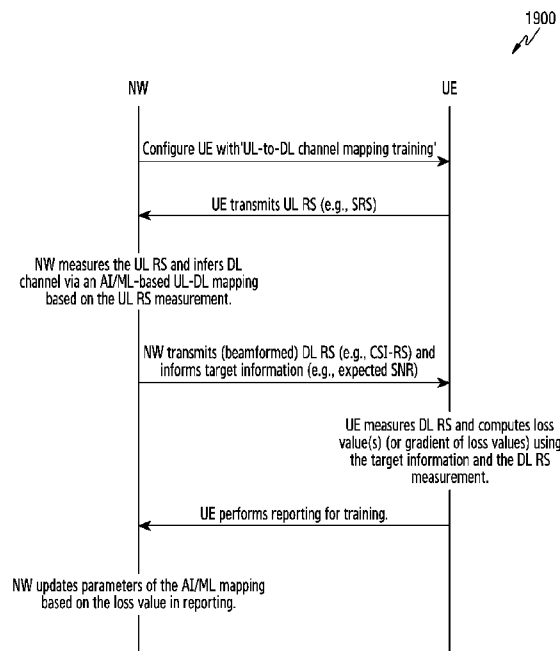 1900
NW
UE
Configure UE with'UL-to-DL channel mapping training'
UE transmits UL RS (e.g., SRS)
NW measures the UL RS and infers DL
channel via an AI/ML-based UL-DL mapping
based on the UL RS measurement.
NW transmits (beamformed) DL RS (e.g., CSI-RS) and
informs target information (e.g., expected SNR)
UE measures DL RS and computes loss
value(s) (or gradient of loss values) using
the target information and the DL RS
measurement.
UE performs reporting for training.
NW updates parameters of the AI/ML mapping
based on the loss value in reporting.